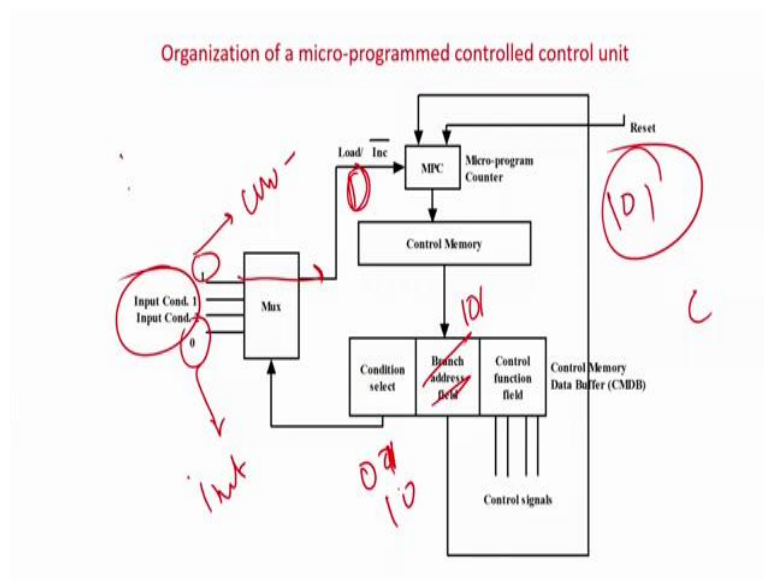 Organization of a micro-programmed controlled control unit
Reset
Load/ Inc
MPC
Micro-program
Counter
101
Control Memory
1
Input Cond. 1
Input Cond.
0
Mux
101
Condition
select
Branch
address
field
Control
function
field
Control Memory
Data Buffer (CMDB)
10
Control signals